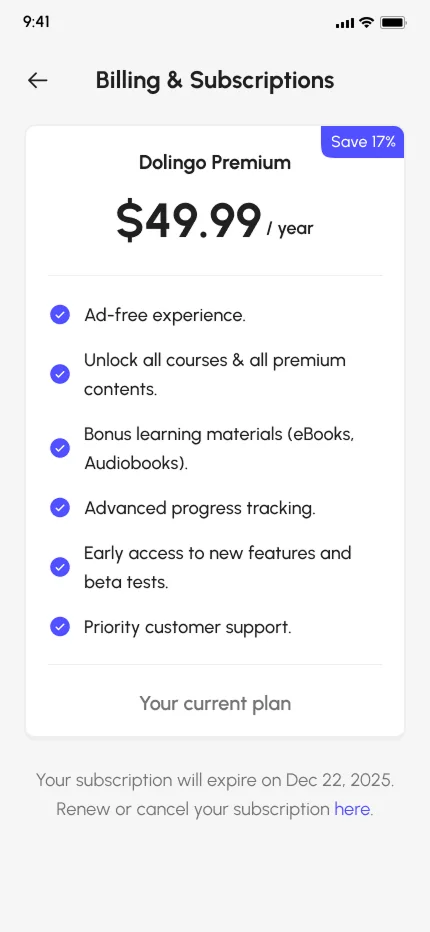 9:41
Billing & Subscriptions
Save 17%
Dolingo Premium
$49.99 / year
Ad-free experience.
Unlock all courses & all premium
contents.
Bonus learning materials (eBooks,
Audiobooks).
Advanced progress tracking.
Early access to new features and
beta tests.
Priority customer support.
Your current plan
Your subscription will expire on Dec 22, 2025.
Renew or cancel your subscription here.